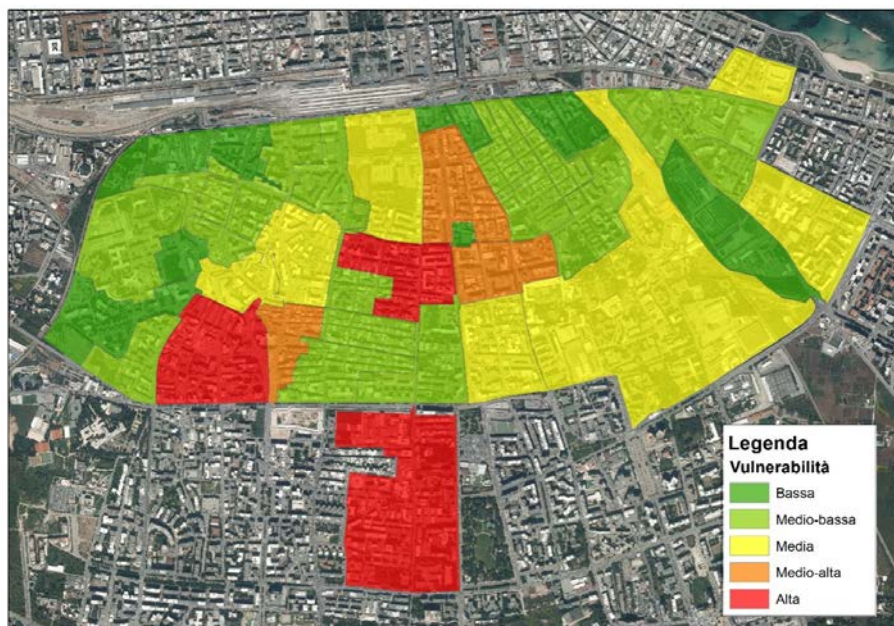 Legenda
Vulnerabilità
Bassa
Medio-bassa
Media
Medio-alta
Alta